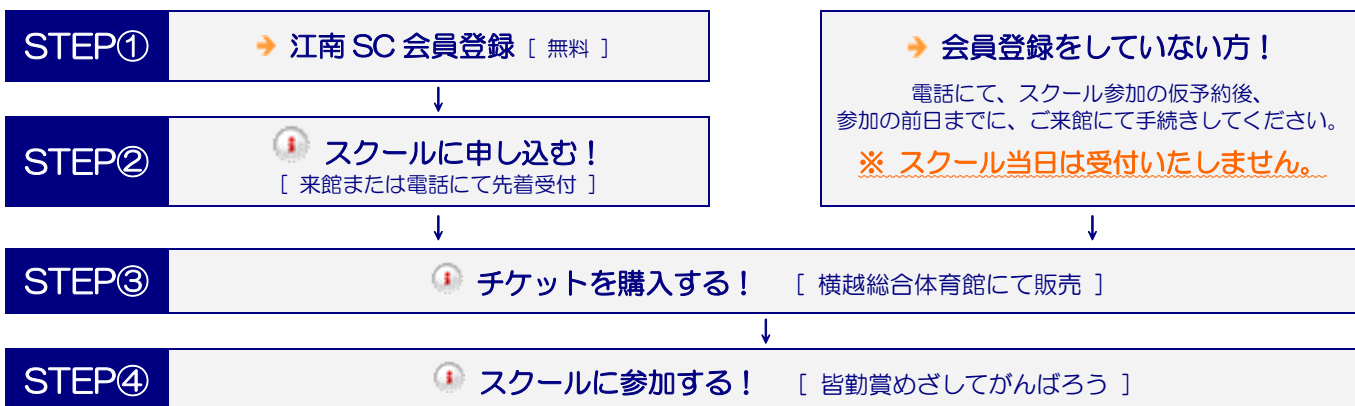 STEP① 江南 SC 会員登録 [ 無料 ]
STEP② スクールに申し込む！
[ 来館または電話にて先着受付 ]
会員登録をしていない方！
電話にて、スクール参加の仮予約後、
参加の前日までに、ご来館にて手続きしてください。
※ スクール当日は受付いたしません。
STEP③ チケットを購入する！ [ 横越総合体育館にて販売 ]
STEP④ スクールに参加する！ [ 皆勤賞めざしてがんばろう ]